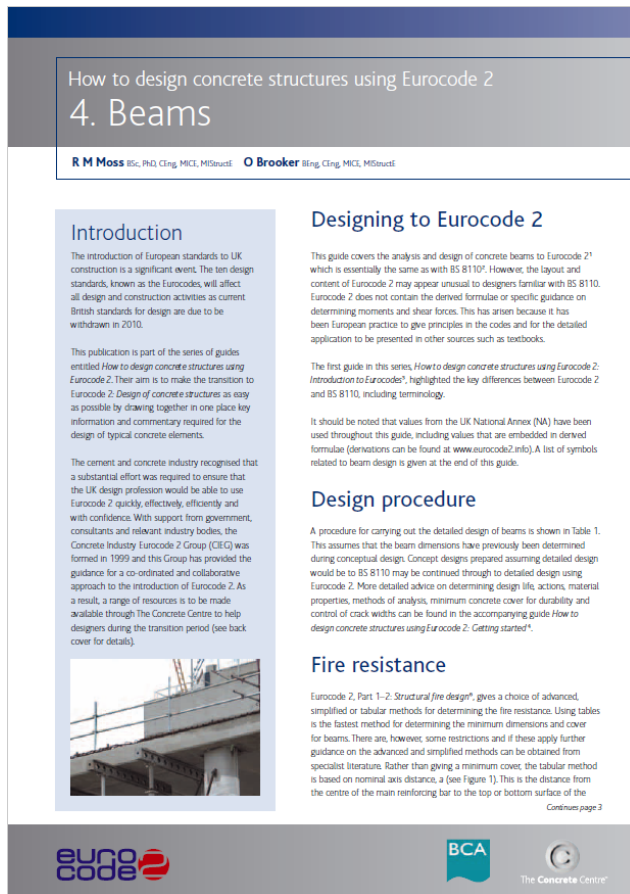 How to design concrete structures using Eurocode 2
4. Beams
R M Moss BSc, PhD, CEng, MICE, MIStructE O Brooker BEng, CEng, MICE, MIStructE
Introduction
The introduction of European standards to UK
construction is a significant event. The ten design
standards, known as the Eurocodes, will affect
all design and construction activities as current
British standards for design are due to be
withdrawn in 2010.
This publication is part of the series of guides
entitled How to design concrete structures using
Eurocode 2. Their aim is to make the transition to
Eurocode 2: Design of concrete structures as easy
as possible by drawing together in one place key
information and commentary required for the
design of typical concrete elements.
The cement and concrete industry recognised that
a substantial effort was required to ensure that
the UK design profession would be able to use
Eurocode 2 quickly, effectively, efficiently and
with confidence. With support from government,
consultants and relevant industry bodies, the
Concrete Industry Eurocode 2 Group (CIEG) was
formed in 1999 and this Group has provided the
guidance for a co-ordinated and collaborative
approach to the introduction of Eurocode 2. As
a result, a range of resources is to be made
available through The Concrete Centre to help
designers during the transition period (see back
cover for details).
Designing to Eurocode 2
This guide covers the analysis and design of concrete beams to Eurocode 2¹
which is essentially the same as with BS 8110². However, the layout and
content of Eurocode 2 may appear unusual to designers familiar with BS 8110.
Eurocode 2 does not contain the derived formulae or specific guidance on
determining moments and shear forces. This has arisen because it has
been European practice to give principles in the codes and for the detailed
application to be presented in other sources such as textbooks.
The first guide in this series, How to design concrete structures using Eurocode 2:
Introduction to Eurocodes³, highlighted the key differences between Eurocode 2
and BS 8110, including terminology.
It should be noted that values from the UK National Annex (NA) have been
used throughout this guide, including values that are embedded in derived
formulae (derivations can be found at www.eurocode2.info). A list of symbols
related to beam design is given at the end of this guide.
Design procedure
A procedure for carrying out the detailed design of beams is shown in Table 1.
This assumes that the beam dimensions have previously been determined
during conceptual design. Concept designs prepared assuming detailed design
would be to BS 8110 may be continued through to detailed design using
Eurocode 2. More detailed advice on determining design life, actions, material
properties, methods of analysis, minimum concrete cover for durability and
control of crack widths can be found in the accompanying guide How to
design concrete structures using Eurocode 2: Getting started⁴.
Fire resistance
Eurocode 2, Part 1–2: Structural fire design⁵, gives a choice of advanced,
simplified or tabular methods for determining the fire resistance. Using tables
is the fastest method for determining the minimum dimensions and cover
for beams. There are, however, some restrictions and if these apply further
guidance on the advanced and simplified methods can be obtained from
specialist literature. Rather than giving a minimum cover, the tabular method
is based on nominal axis distance, a (see Figure 1). This is the distance from
the centre of the main reinforcing bar to the top or bottom surface of the
Continues page 3
euro
code 2
BCA
The Concrete Centre